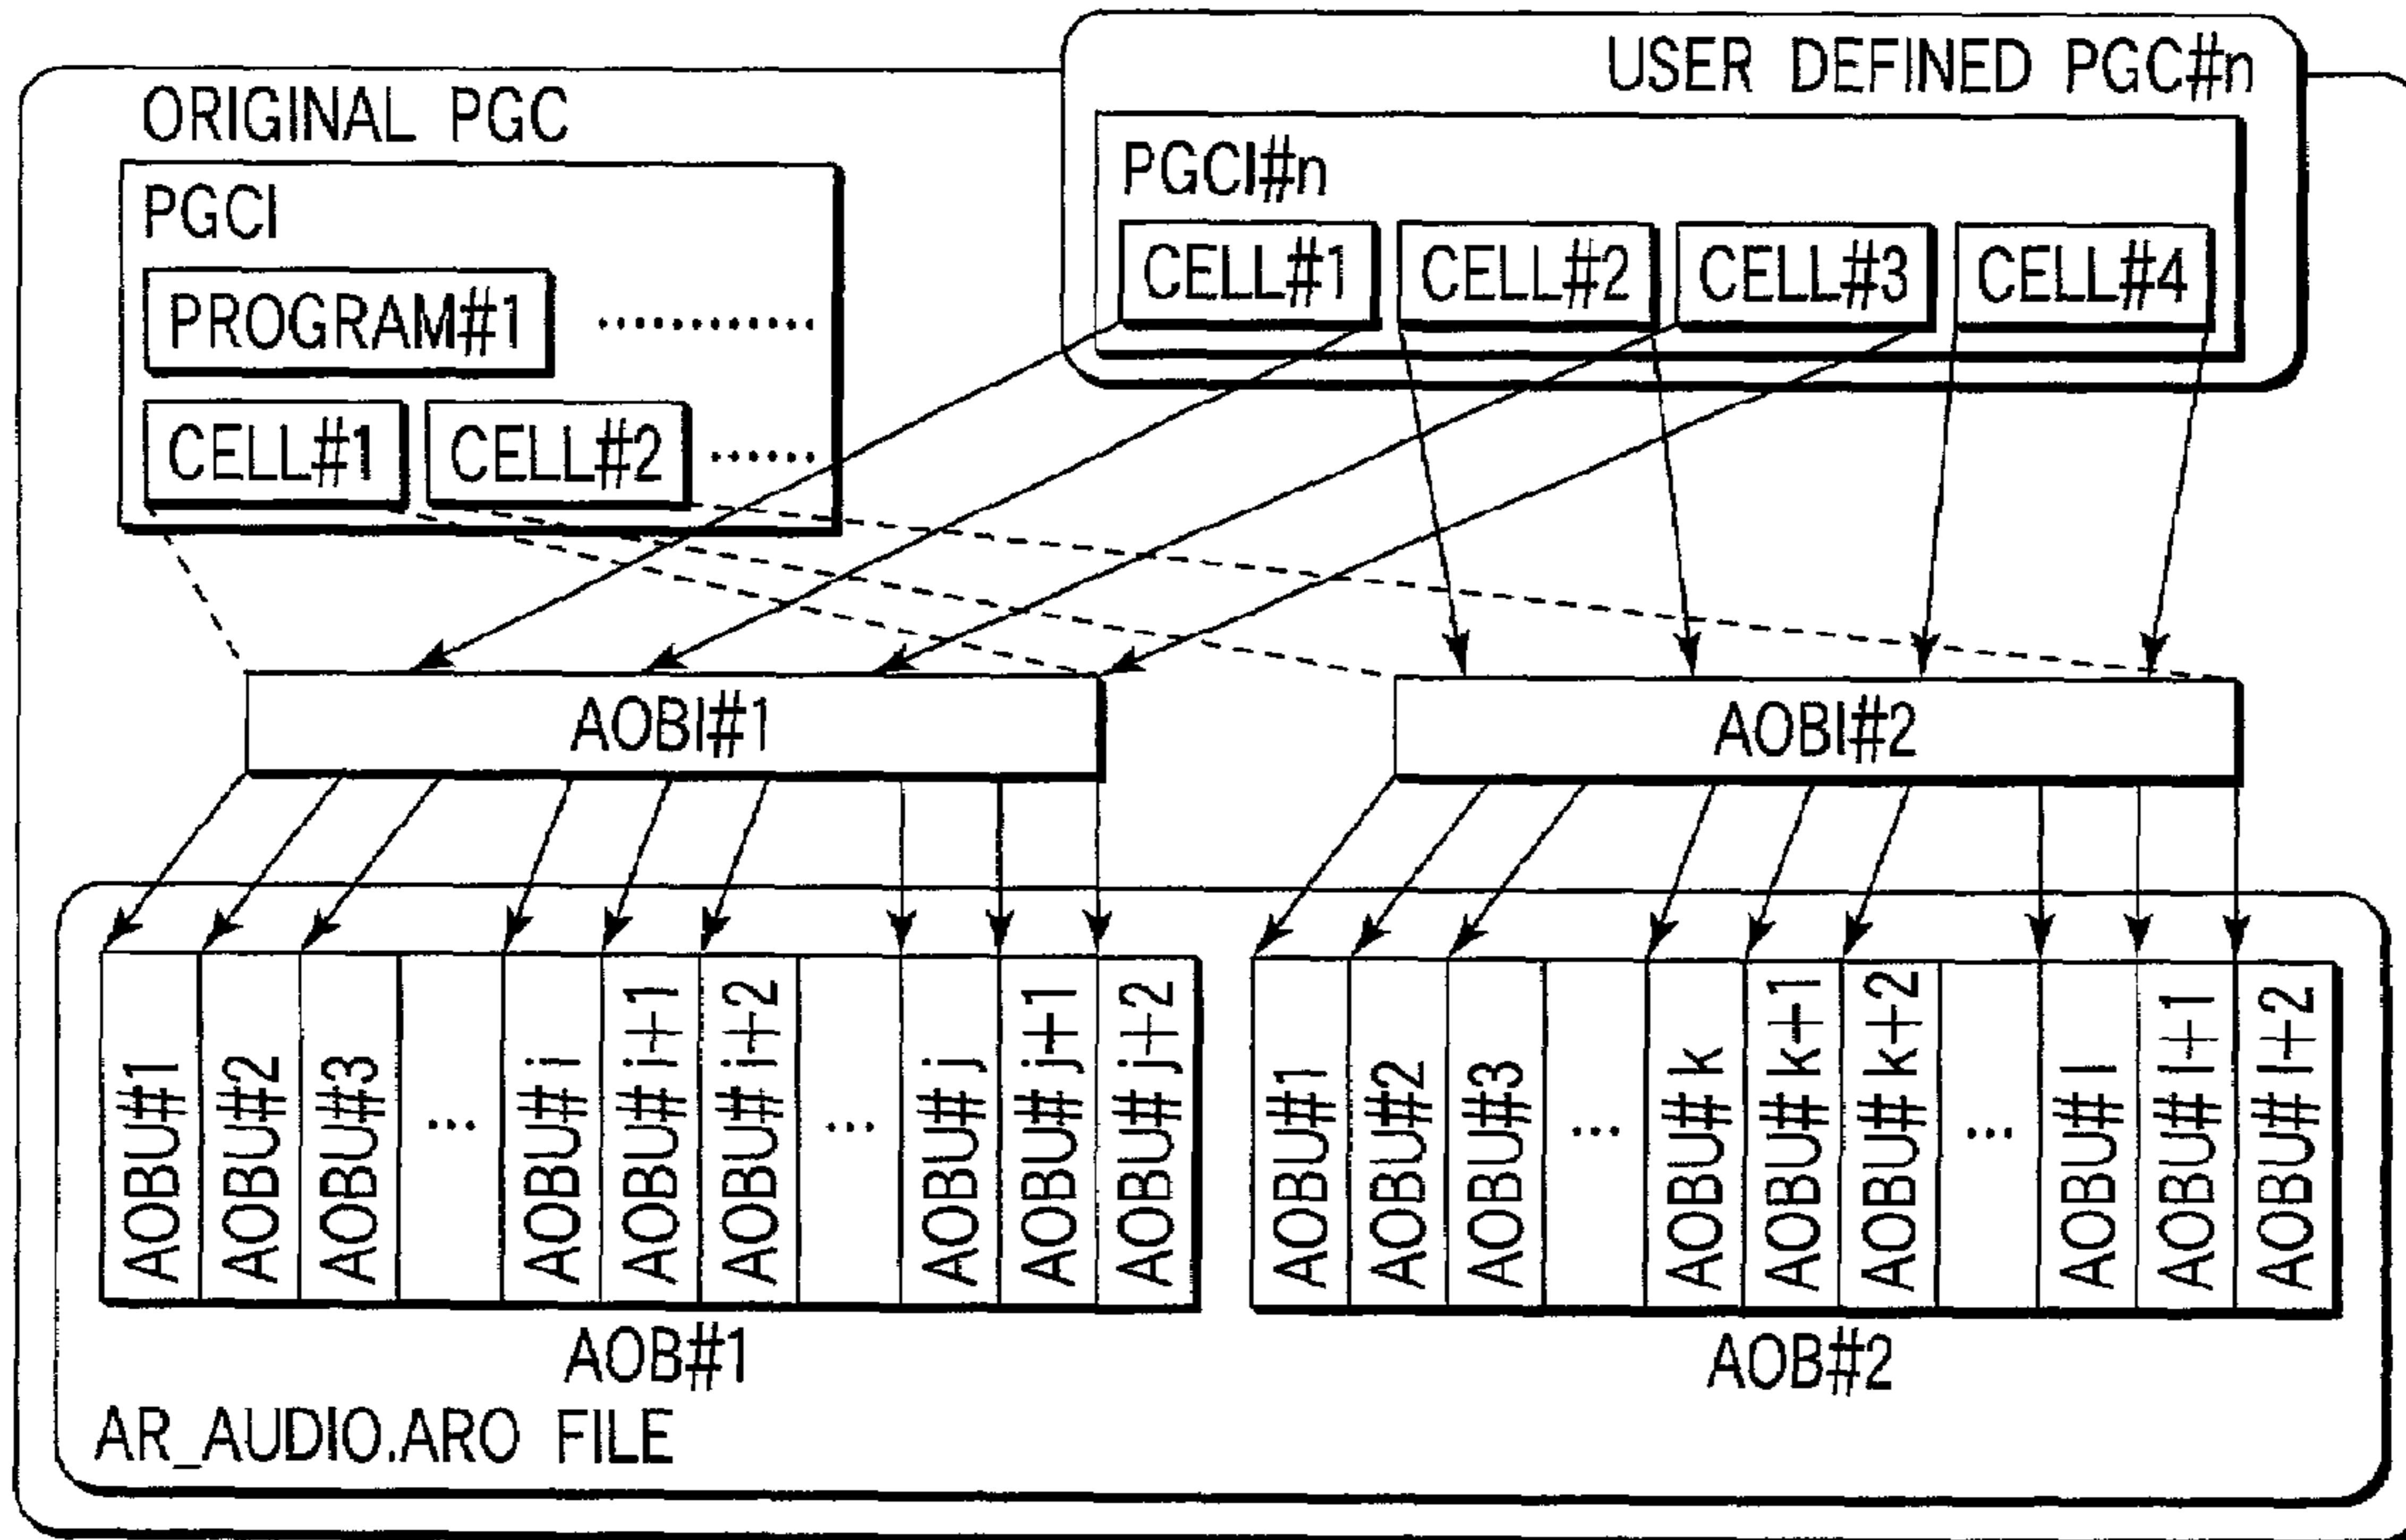 USER DEFINED PGC#n
ORIGINAL PGC
PGCI#n
PGCI
CELL#1 CELL#2 CELL#3 CELL#4
PROGRAM#1 ............
CELL#1 CELL#2 ......
AOBI#1 AOBI#2
AOBU#1
AOBU#2
AOBU#3
...
AOBU#i
AOBU#i+1
AOBU#i+2
...
AOBU#j
AOBU#j+1
AOBU#j+2
AOBU#1
AOBU#2
AOBU#3
...
AOBU#k
AOBU#k+1
AOBU#k+2
...
AOBU#l
AOBU#l+1
AOBU#l+2
AOB#1 AOB#2
AR_AUDIO.ARO FILE